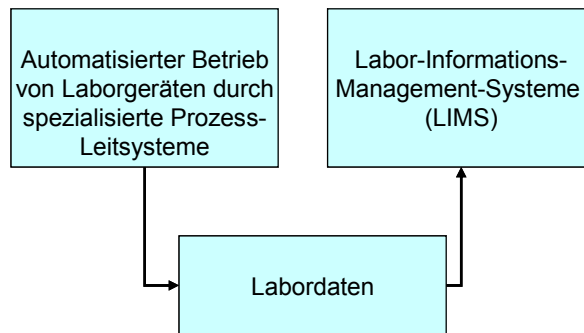 Automatisierter Betrieb
von Laborgeräten durch
spezialisierte Prozess-
Leitsysteme
Labor-Informations-
Management-Systeme
(LIMS)
Labordaten